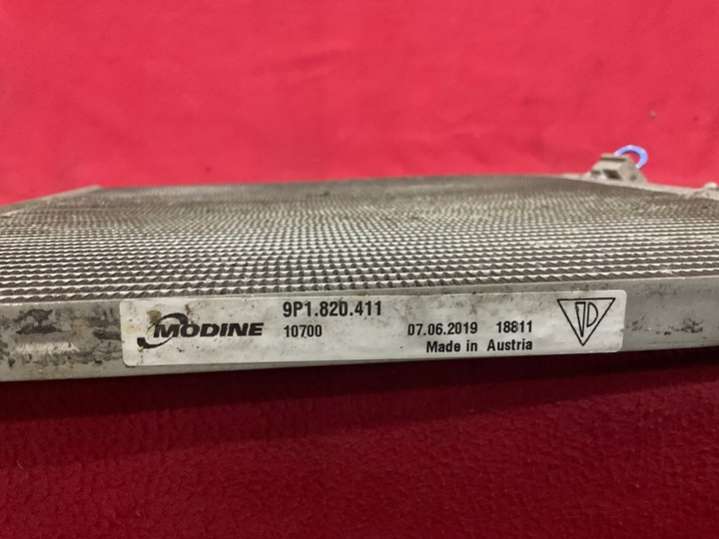 MODINE
9P1.820.411
10700
07.06.2019 18811
Made in Austria